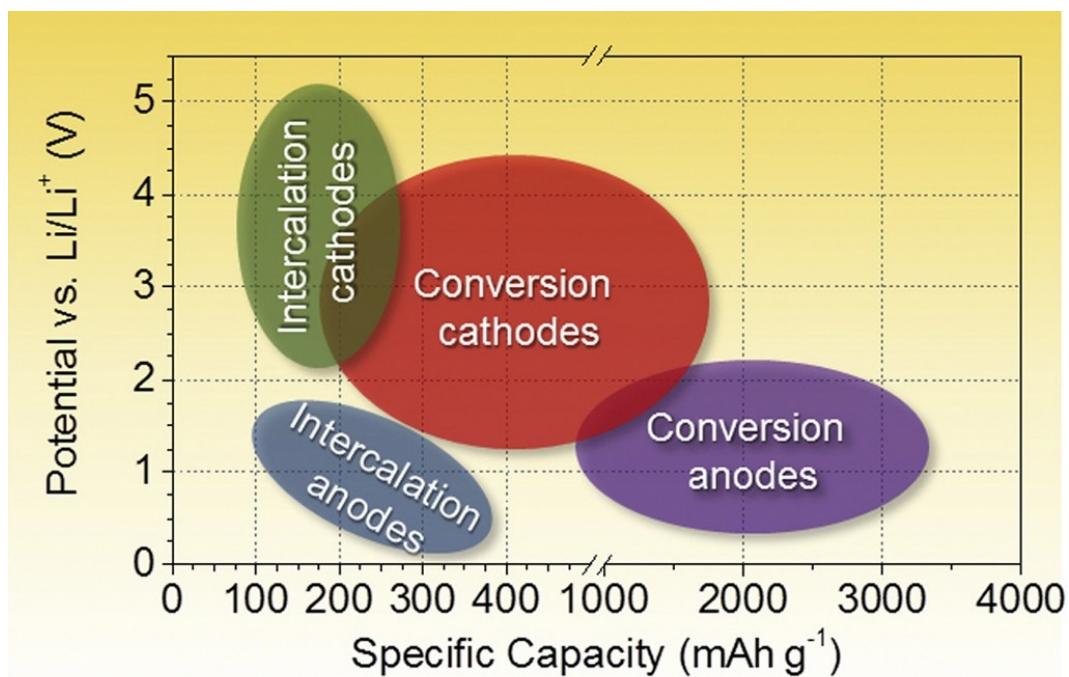 Potential vs. Li/Li⁺ (V)
5
4
3
2
1
0
Intercalation
cathodes
Conversion
cathodes
Intercalation
anodes
Conversion
anodes
0 100 200 300 400 1000 2000 3000 4000
Specific Capacity (mAh g⁻¹)